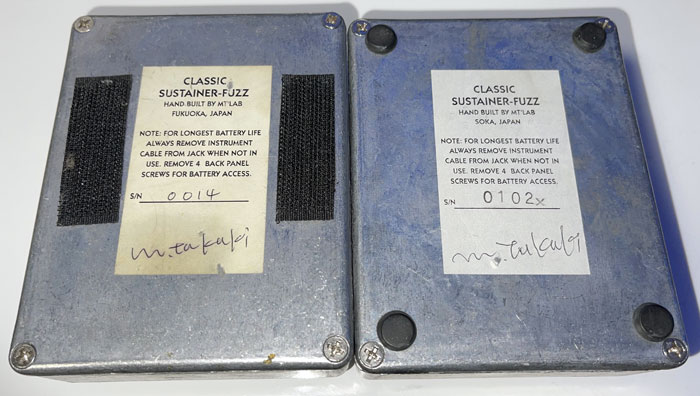 CLASSIC
SUSTAINER-FUZZ
HAND BUILT BY MT'LAB
FUKUOKA, JAPAN
NOTE: FOR LONGEST BATTERY LIFE
ALWAYS REMOVE INSTRUMENT
CABLE FROM JACK WHEN NOT IN
USE. REMOVE 4 BACK PANEL
SCREWS FOR BATTERY ACCESS.
S/N 0014
m.takaki
CLASSIC
SUSTAINER-FUZZ
HAND BUILT BY MT'LAB
SOKA, JAPAN
NOTE: FOR LONGEST BATTERY LIFE
ALWAYS REMOVE INSTRUMENT
CABLE FROM JACK WHEN NOT IN
USE. REMOVE 4 BACK PANEL
SCREWS FOR BATTERY ACCESS.
S/N 0102x
m.takaki